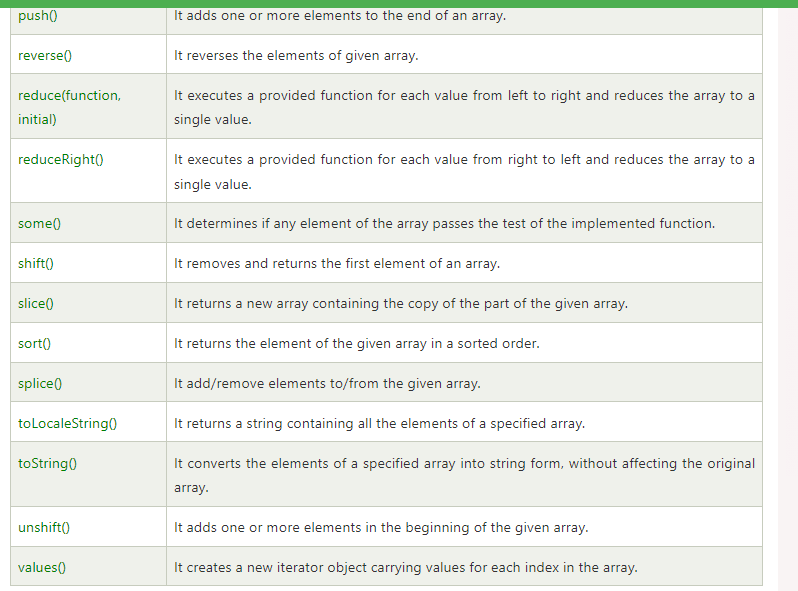 push() It adds one or more elements to the end of an array.
reverse() It reverses the elements of given array.
reduce(function, It executes a provided function for each value from left to right and reduces the array to a
initial) single value.
reduceRight() It executes a provided function for each value from right to left and reduces the array to a
single value.
some() It determines if any element of the array passes the test of the implemented function.
shift() It removes and returns the first element of an array.
slice() It returns a new array containing the copy of the part of the given array.
sort() It returns the element of the given array in a sorted order.
splice() It add/remove elements to/from the given array.
toLocaleString() It returns a string containing all the elements of a specified array.
toString() It converts the elements of a specified array into string form, without affecting the original
array.
unshift() It adds one or more elements in the beginning of the given array.
values() It creates a new iterator object carrying values for each index in the array.